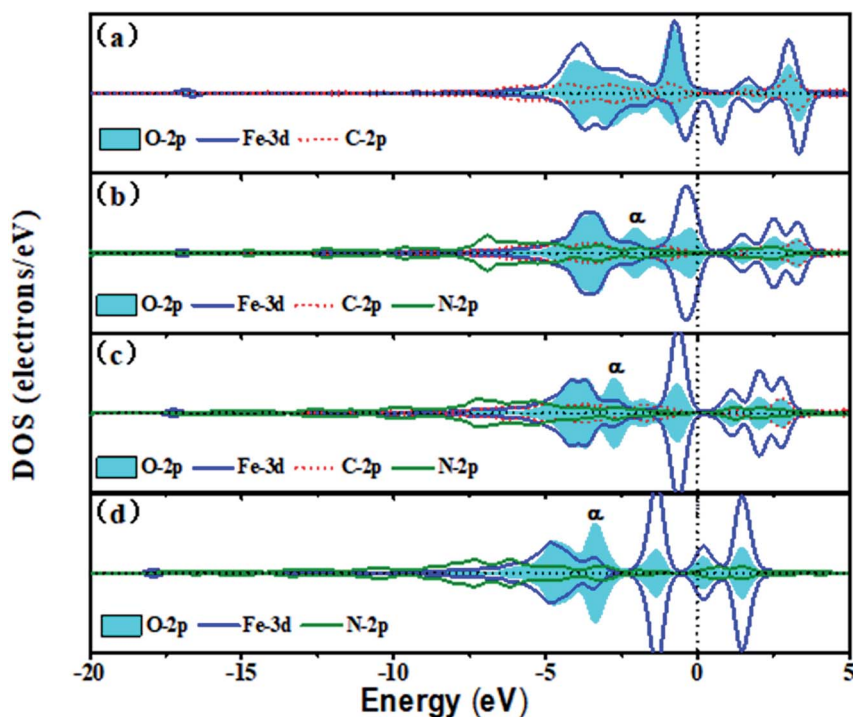 (a)
O-2p Fe-3d C-2p
(b)
α
O-2p Fe-3d C-2p N-2p
(c)
α
O-2p Fe-3d C-2p N-2p
(d)
α
O-2p Fe-3d N-2p
DOS (electrons/eV)
-20 -15 -10 -5 0 5
Energy (eV)